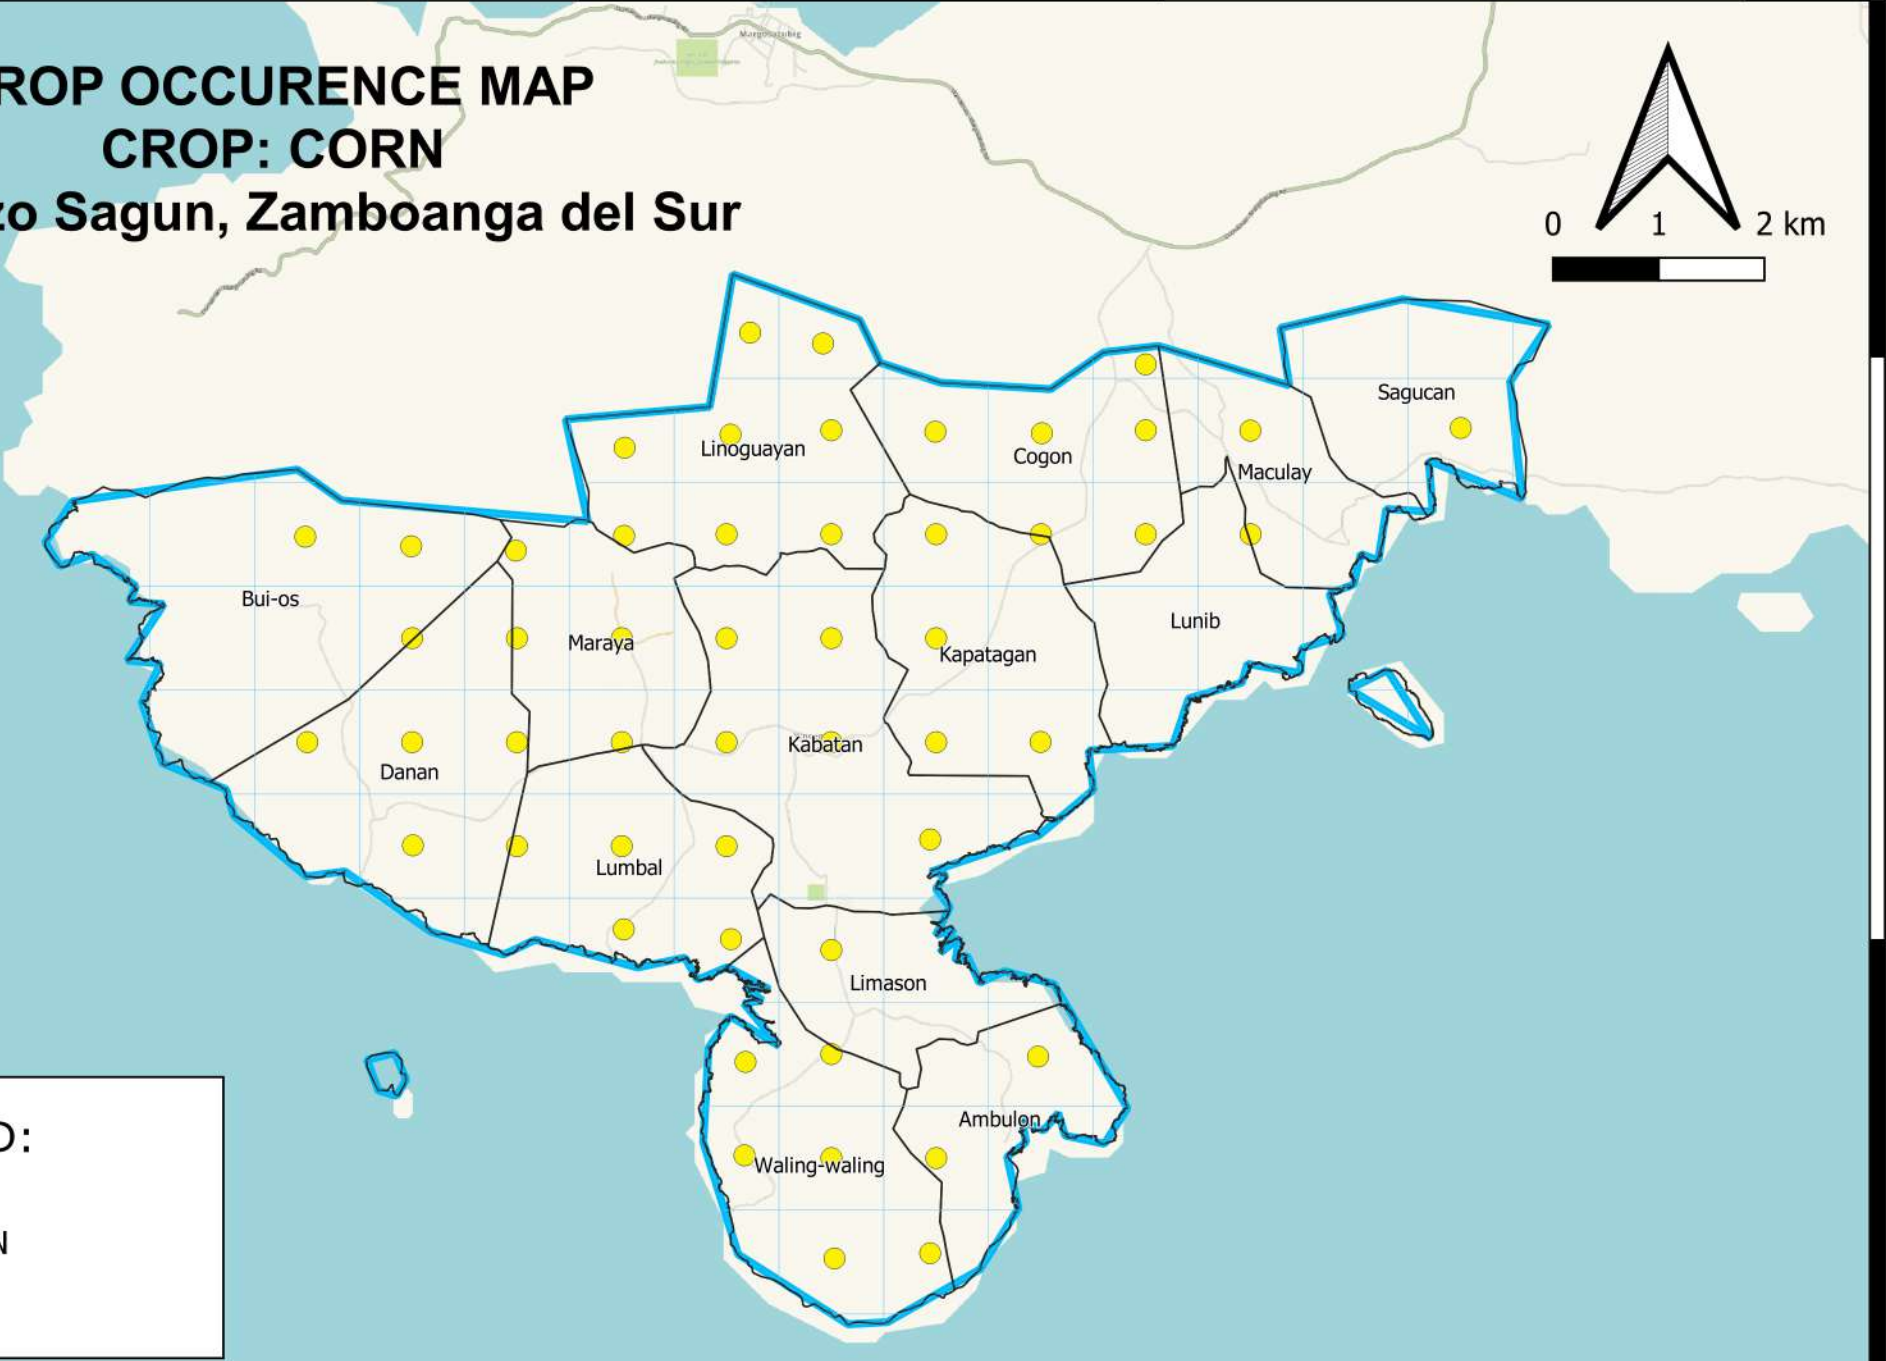 ROP OCCURENCE MAP
CROP: CORN
zo Sagun, Zamboanga del Sur
Margosatubig
0 1 2 km
Sagucan
Linoguayan
Cogon
Maculay
Bui-os
Maraya
Kapatagan
Lunib
Kabatan
Danan
Lumbal
Limason
Ambulon
Waling-waling
D:
N